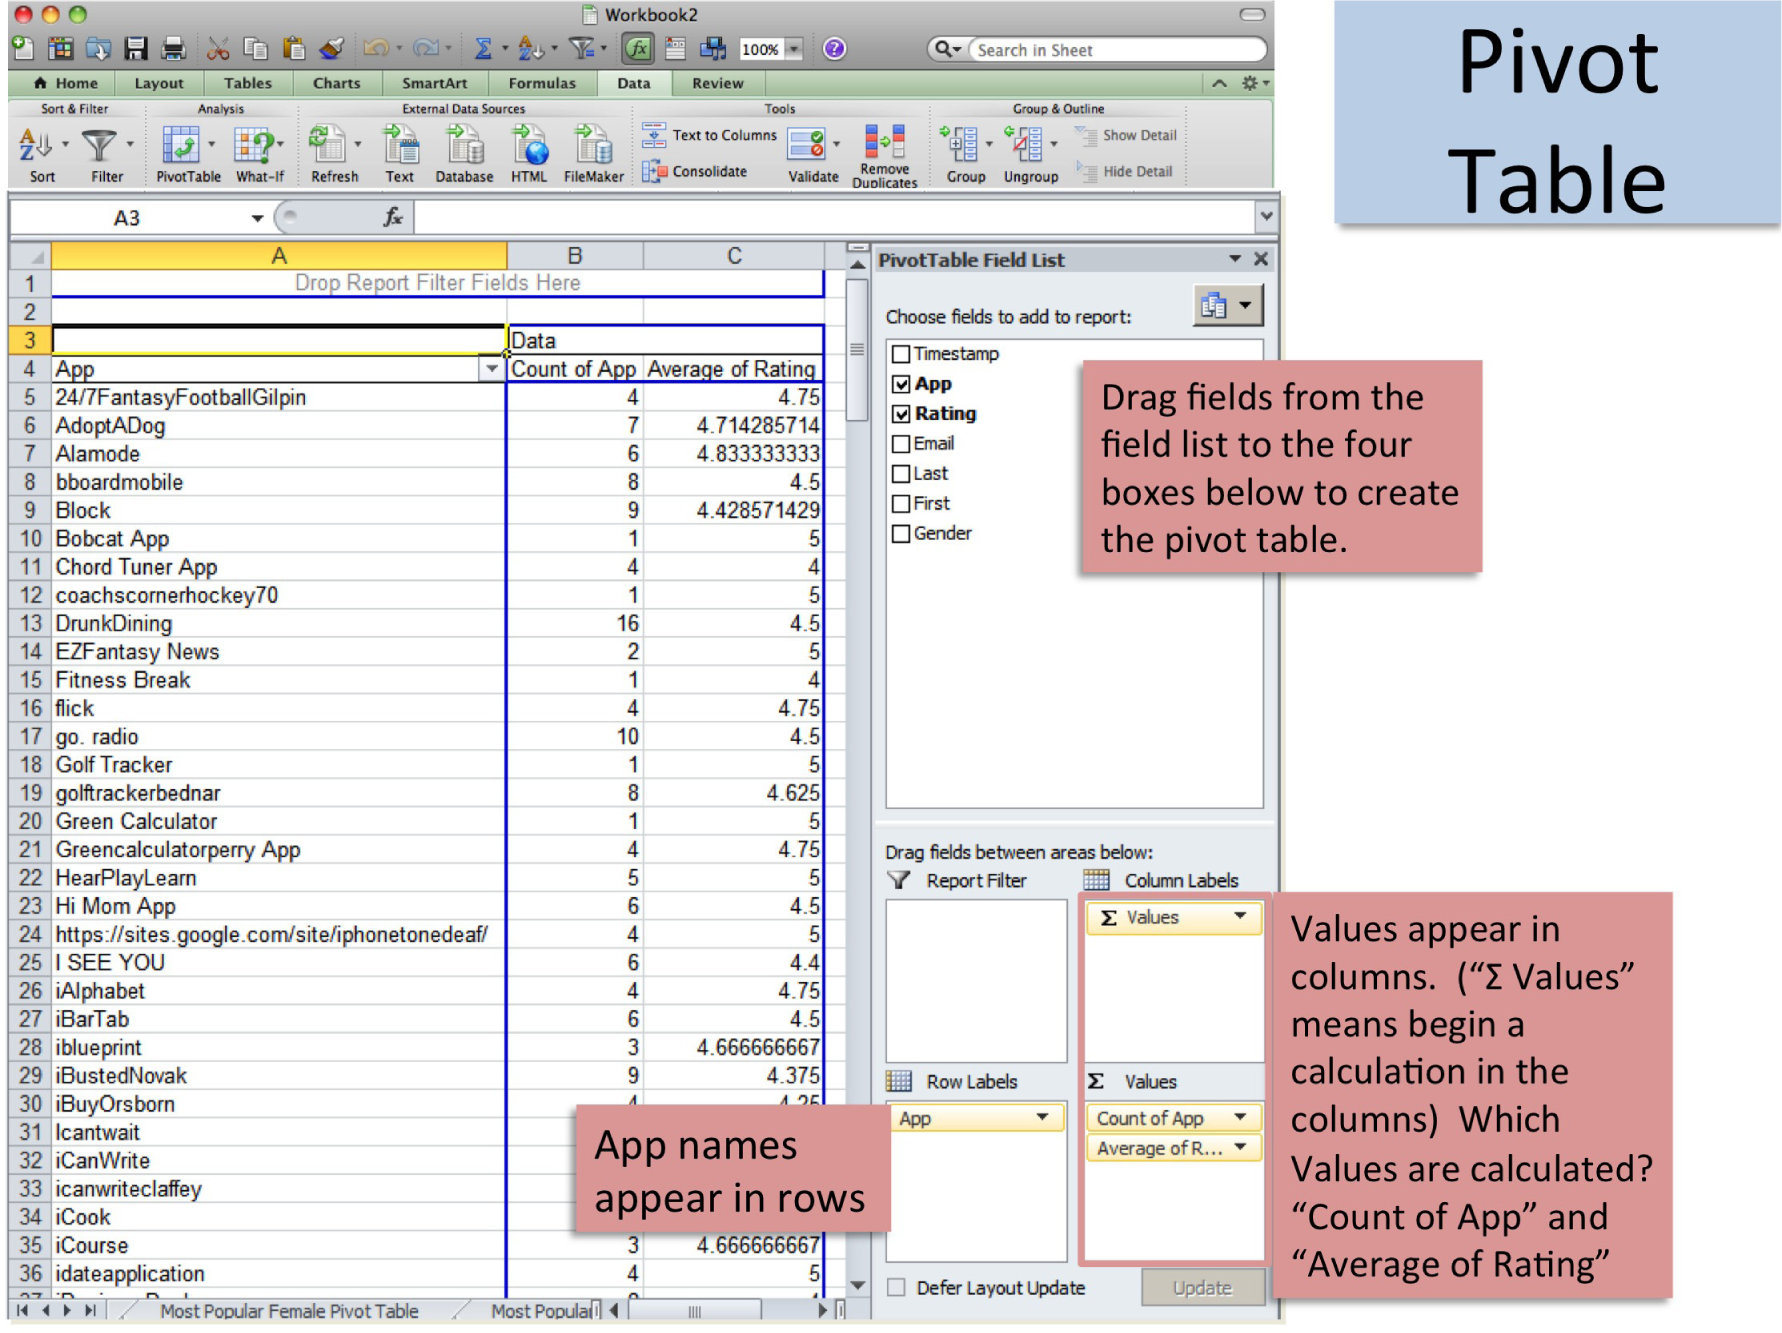 Workbook2
100%
Search in Sheet
Home Layout Tables Charts SmartArt Formulas Data Review
Sort & Filter Analysis External Data Sources Tools Group & Outline
Text to Columns
Show Detail
Consolidate
Hide Detail
Sort Filter PivotTable What-If Refresh Text Database HTML FileMaker Validate Remove Duplicates Group Ungroup
A3 fx
A B C
1 Drop Report Filter Fields Here
2
3 Data
4 App Count of App Average of Rating
5 24/7FantasyFootballGilpin 4 4.75
6 AdoptADog 7 4.714285714
7 Alamode 6 4.833333333
8 bboardmobile 8 4.5
9 Block 9 4.428571429
10 Bobcat App 1 5
11 Chord Tuner App 4 4
12 coachscornerhockey70 1 5
13 DrunkDining 16 4.5
14 EZFantasy News 2 5
15 Fitness Break 1 4
16 flick 4 4.75
17 go. radio 10 4.5
18 Golf Tracker 1 5
19 golftrackerbednar 8 4.625
20 Green Calculator 1 5
21 Greencalculatorperry App 4 4.75
22 HearPlayLearn 5 5
23 Hi Mom App 6 4.5
24 https://sites.google.com/site/iphonetonedeaf/ 4 5
25 I SEE YOU 6 4.4
26 iAlphabet 4 4.75
27 iBarTab 6 4.5
28 iblueprint 3 4.666666667
29 iBustedNovak 9 4.375
30 iBuyOrsborn 4 4.25
31 Icantwait
32 iCanWrite
33 icanwriteclaffey
34 iCook
35 iCourse 3 4.666666667
36 idateapplication 4 5
Most Popular Female Pivot Table Most Popular
App names
appear in rows
PivotTable Field List
Choose fields to add to report:
Timestamp
App
Rating
Email
Last
First
Gender
Drag fields between areas below:
Report Filter Column Labels
Σ Values
Row Labels Σ Values
App Count of App
Average of R...
Defer Layout Update Update
Pivot
Table
Drag fields from the
field list to the four
boxes below to create
the pivot table.
Values appear in
columns. (“Σ Values”
means begin a
calculation in the
columns) Which
Values are calculated?
“Count of App” and
“Average of Rating”